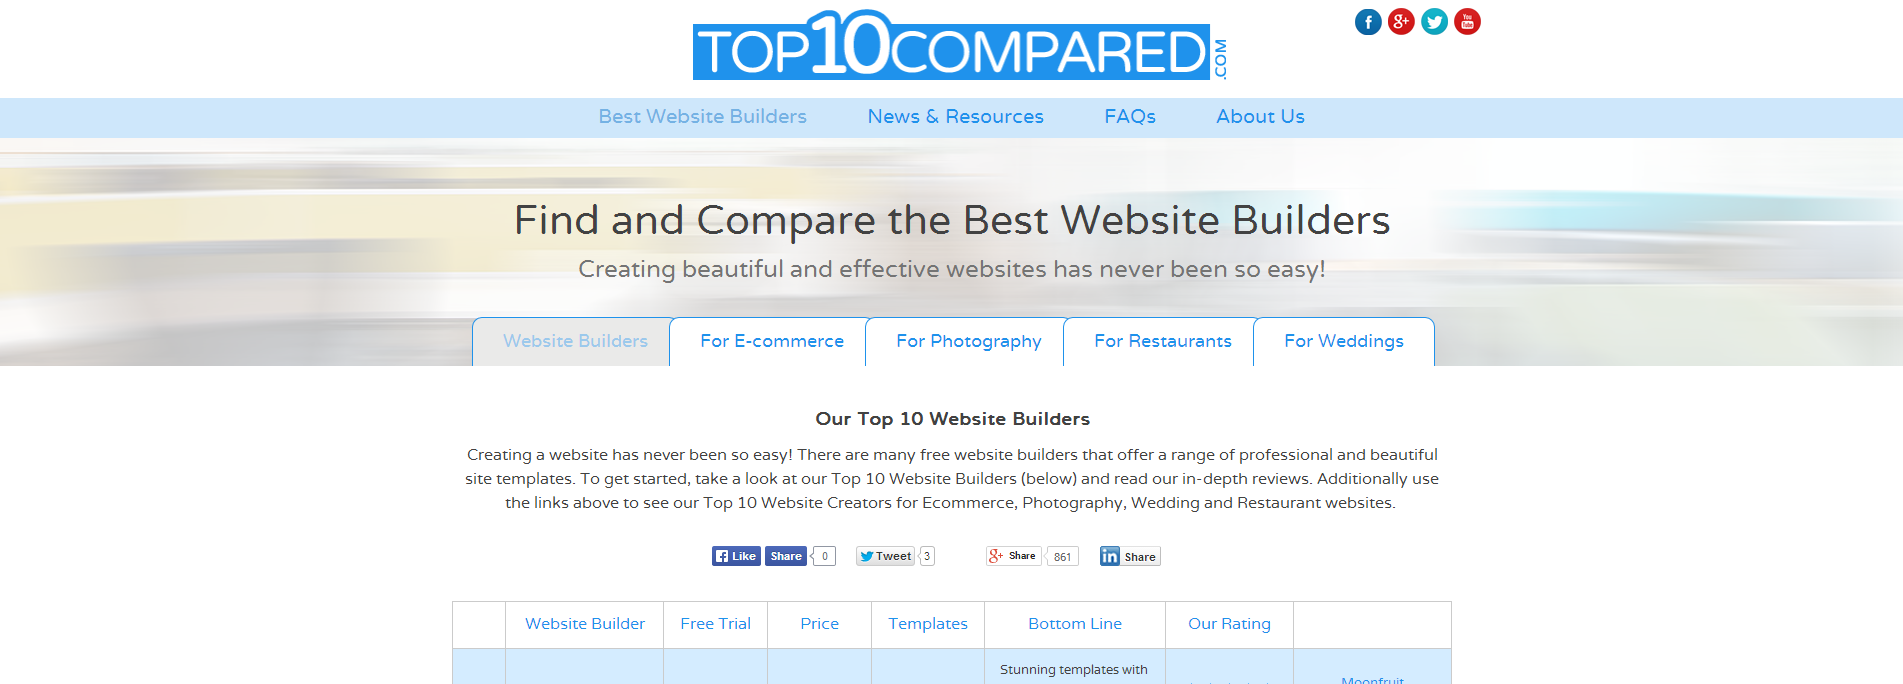 TOP10COMPARED.COM
f
g+
You Tube
Best Website Builders
News & Resources
FAQs
About Us
Find and Compare the Best Website Builders
Creating beautiful and effective websites has never been so easy!
Website Builders
For E-commerce
For Photography
For Restaurants
For Weddings
Our Top 10 Website Builders
Creating a website has never been so easy! There are many free website builders that offer a range of professional and beautiful
site templates. To get started, take a look at our Top 10 Website Builders (below) and read our in-depth reviews. Additionally use
the links above to see our Top 10 Website Creators for Ecommerce, Photography, Wedding and Restaurant websites.
f Like Share 0
Tweet 3
g+ Share 861
in Share
Website Builder
Free Trial
Price
Templates
Bottom Line
Our Rating
Stunning templates with
Moonfruit